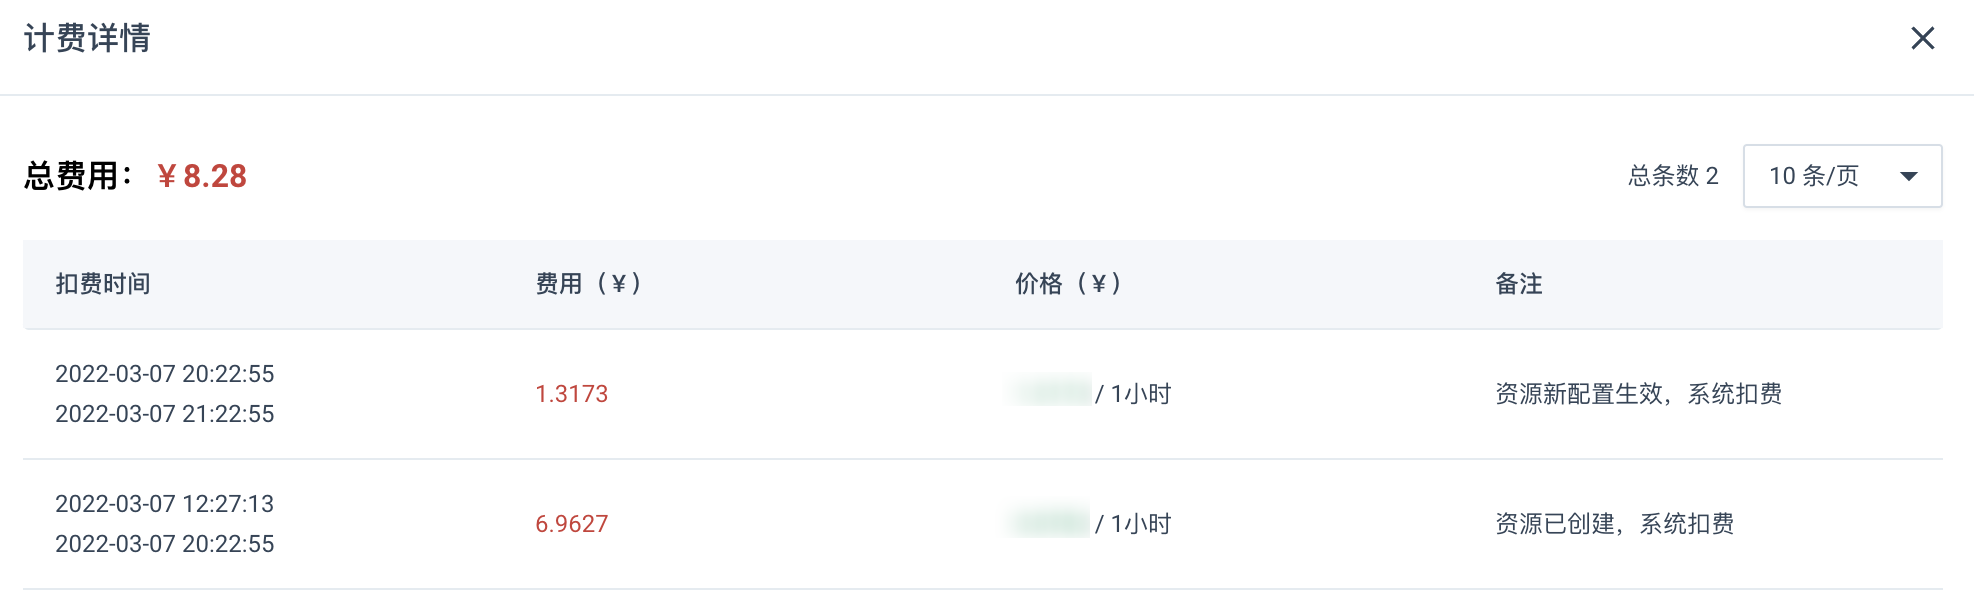 计费详情
总费用： ¥ 8.28
总条数 2 10 条/页
扣费时间 费用（¥） 价格（¥） 备注
2022-03-07 20:22:55
2022-03-07 21:22:55
1.3173 / 1小时 资源新配置生效，系统扣费
2022-03-07 12:27:13
2022-03-07 20:22:55
6.9627 / 1小时 资源已创建，系统扣费